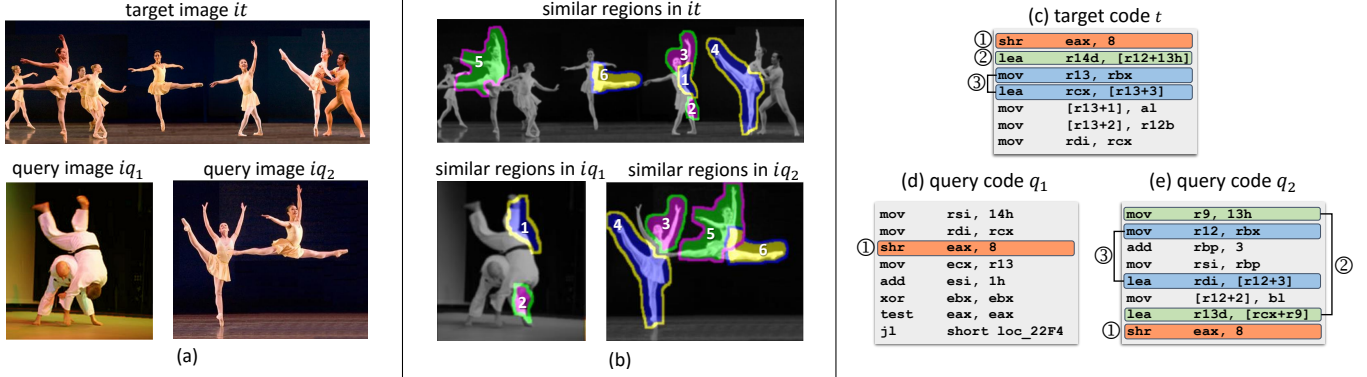 target image it
query image iq1
query image iq2
(a)
similar regions in it
5
6
3
1
2
4
similar regions in iq1
similar regions in iq2
1
2
4
3
5
6
(b)
(c) target code t
① shr eax, 8
② lea r14d, [r12+13h]
③ mov r13, rbx
lea rcx, [r13+3]
mov [r13+1], al
mov [r13+2], r12b
mov rdi, rcx
(d) query code q1
mov rsi, 14h
mov rdi, rcx
① shr eax, 8
mov ecx, r13
add esi, 1h
xor ebx, ebx
test eax, eax
jl short loc_22F4
(e) query code q2
mov r9, 13h
mov r12, rbx
add rbp, 3
③ mov rsi, rbp ②
lea rdi, [r12+3]
mov [r12+2], bl
lea r13d, [rcx+r9]
① shr eax, 8